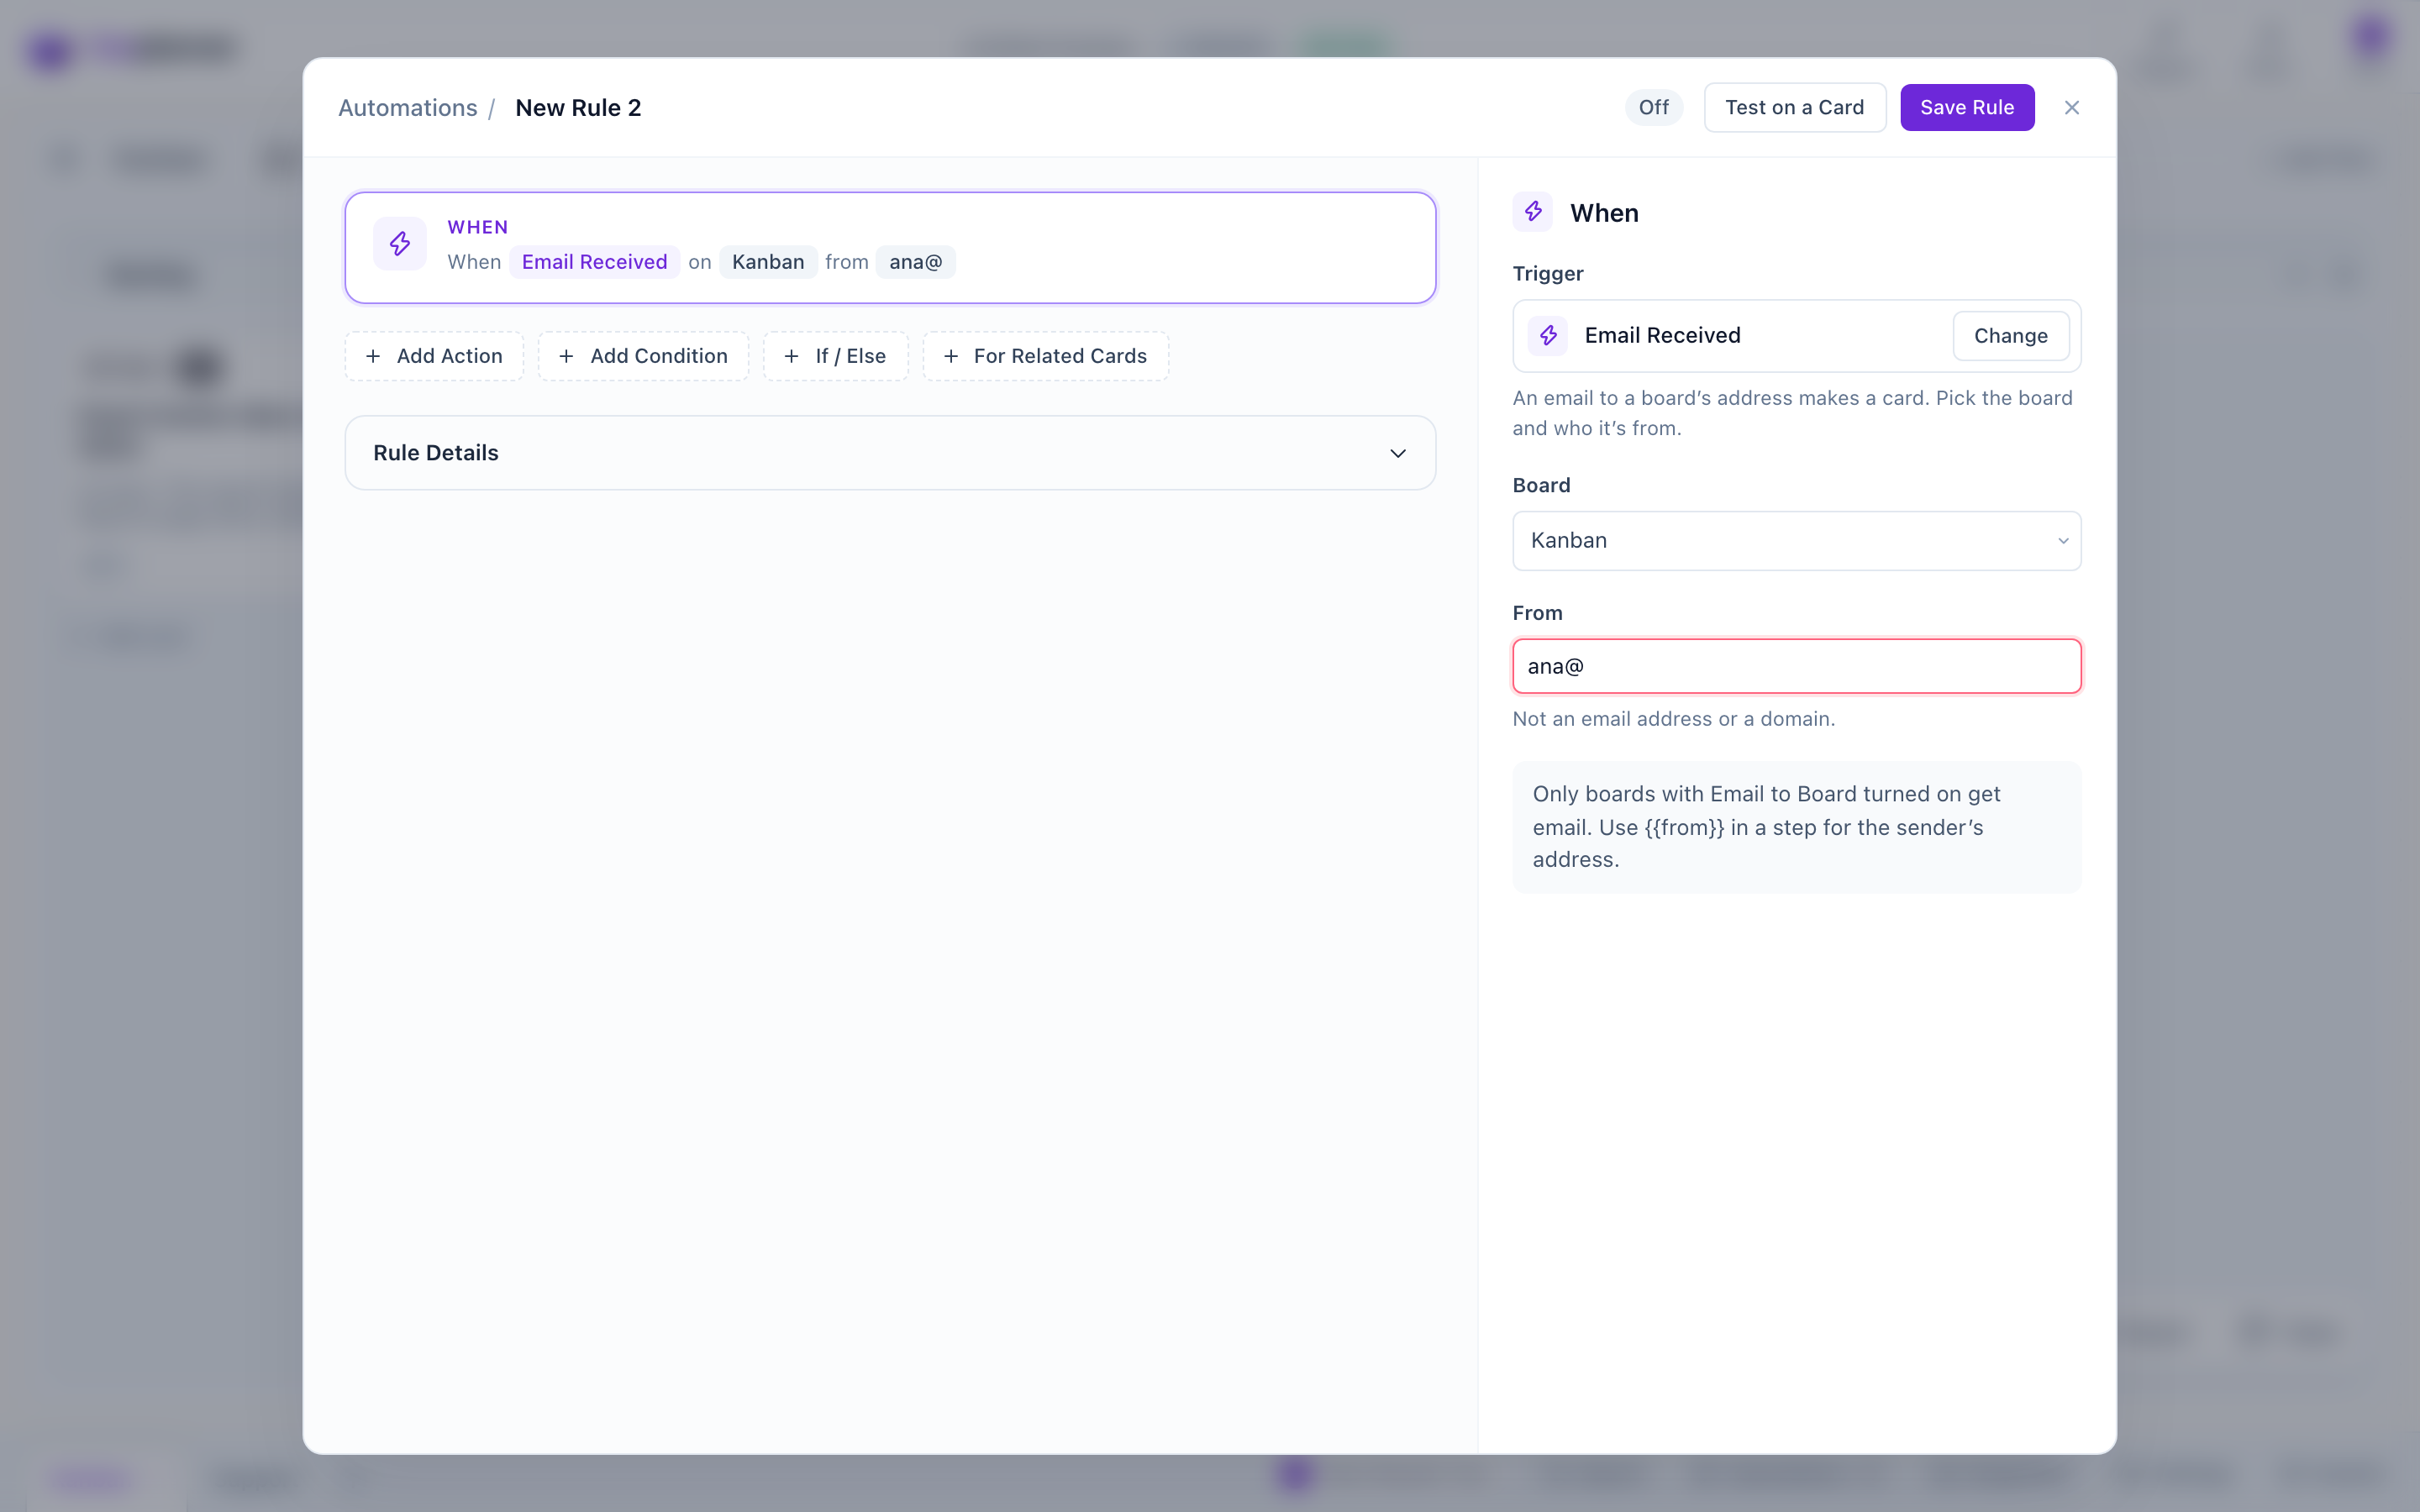 Automations / New Rule 2
Off
Test on a Card
Save Rule
WHEN
When Email Received on Kanban from ana@
+ Add Action
+ Add Condition
+ If / Else
+ For Related Cards
Rule Details
When
Trigger
Email Received
Change
An email to a board’s address makes a card. Pick the board
and who it’s from.
Board
Kanban
From
ana@
Not an email address or a domain.
Only boards with Email to Board turned on get
email. Use {{from}} in a step for the sender’s
address.